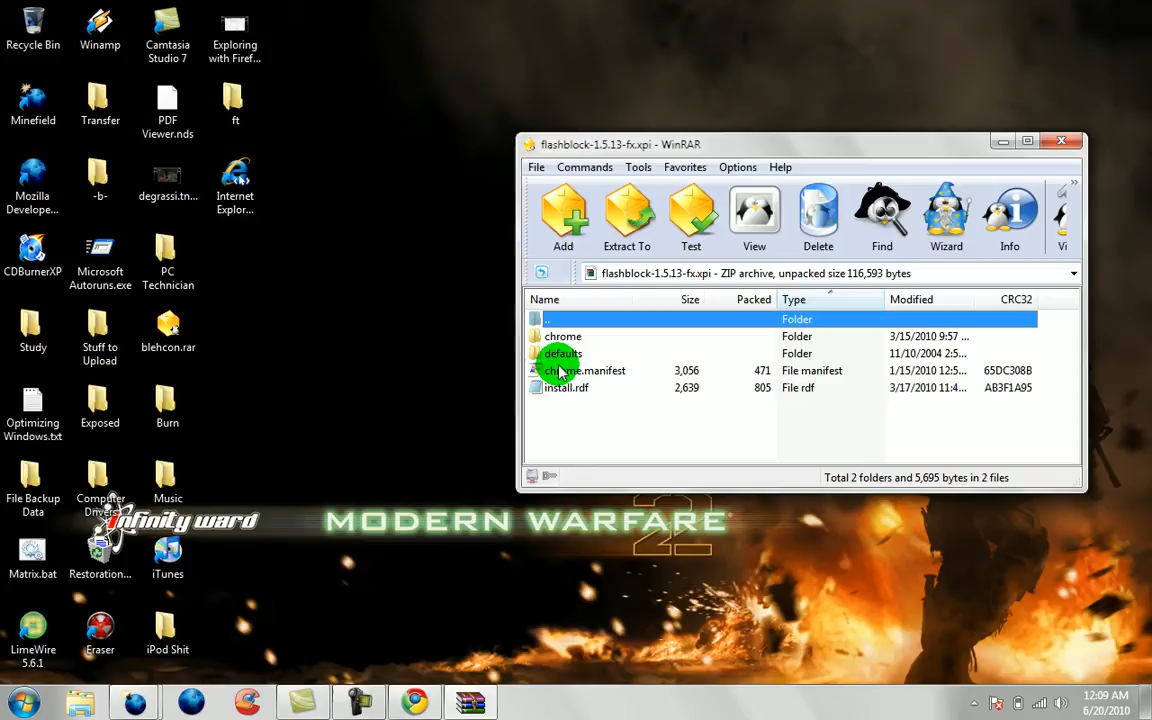 Recycle Bin
Winamp
Camtasia
Studio 7
Exploring
with Firef...
Minefield
Transfer
PDF
Viewer.nds
ft
Mozilla
Develope...
-b-
degrassi.tn...
Internet
Explor...
CDBurnerXP
Microsoft
Autoruns.exe
PC
Technician
Study
Stuff to
Upload
blehcon.rar
Optimizing
Windows.txt
Exposed
Burn
File Backup
Data
Computer
Drivers
Music
Matrix.bat
Restoration...
iTunes
LimeWire
5.6.1
Eraser
iPod Shit
flashblock-1.5.13-fx.xpi - WinRAR
File Commands Tools Favorites Options Help
Add Extract To Test View Delete Find Wizard Info Vi
flashblock-1.5.13-fx.xpi - ZIP archive, unpacked size 116,593 bytes
Name Size Packed Type Modified CRC32
.. Folder
chrome Folder 3/15/2010 9:57 ...
defaults Folder 11/10/2004 2:5...
chrome.manifest 3,056 471 File manifest 1/15/2010 12:5... 65DC308B
install.rdf 2,639 805 File rdf 3/17/2010 11:4... AB3F1A95
Total 2 folders and 5,695 bytes in 2 files
infinity ward
MODERN WARFARE
2
12:09 AM
6/20/2010